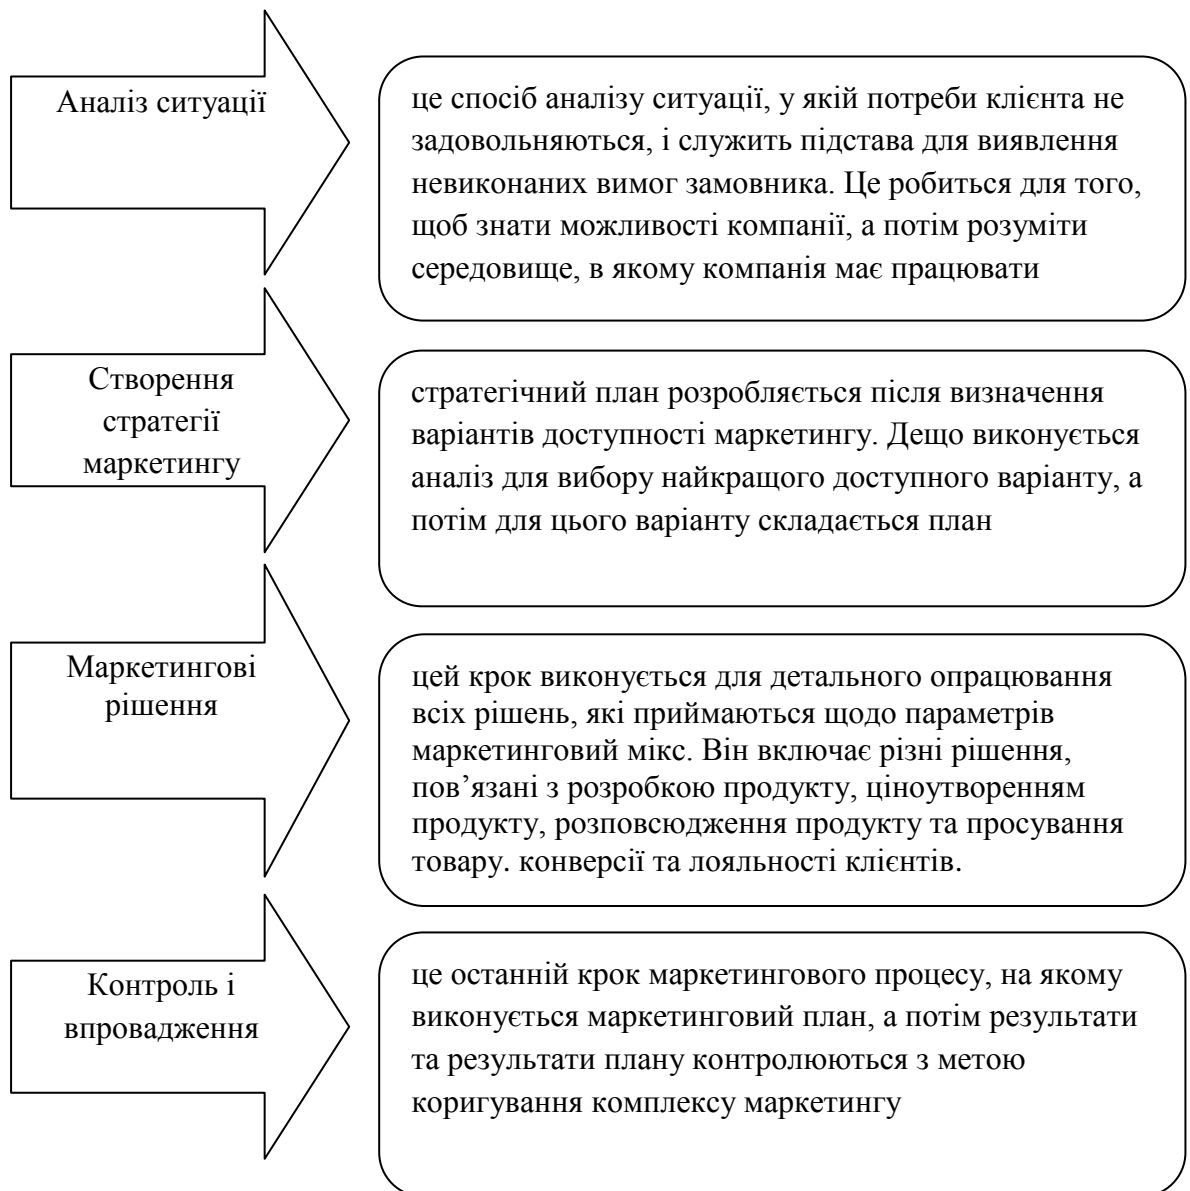 Аналіз ситуації
це спосіб аналізу ситуації, у якій потреби клієнта не
задовольняються, і служить підстава для виявлення
невиконаних вимог замовника. Це робиться для того,
щоб знати можливості компанії, а потім розуміти
середовище, в якому компанія має працювати
Створення
стратегії
маркетингу
стратегічний план розробляється після визначення
варіантів доступності маркетингу. Дещо виконується
аналіз для вибору найкращого доступного варіанту, а
потім для цього варіанту складається план
Маркетингові
рішення
цей крок виконується для детального опрацювання
всіх рішень, які приймаються щодо параметрів
маркетинговий мікс. Він включає різні рішення,
пов’язані з розробкою продукту, ціноутворенням
продукту, розповсюдження продукту та просування
товару. конверсії та лояльності клієнтів.
Контроль і
впровадження
це останній крок маркетингового процесу, на якому
виконується маркетинговий план, а потім результати
та результати плану контролюються з метою
коригування комплексу маркетингу